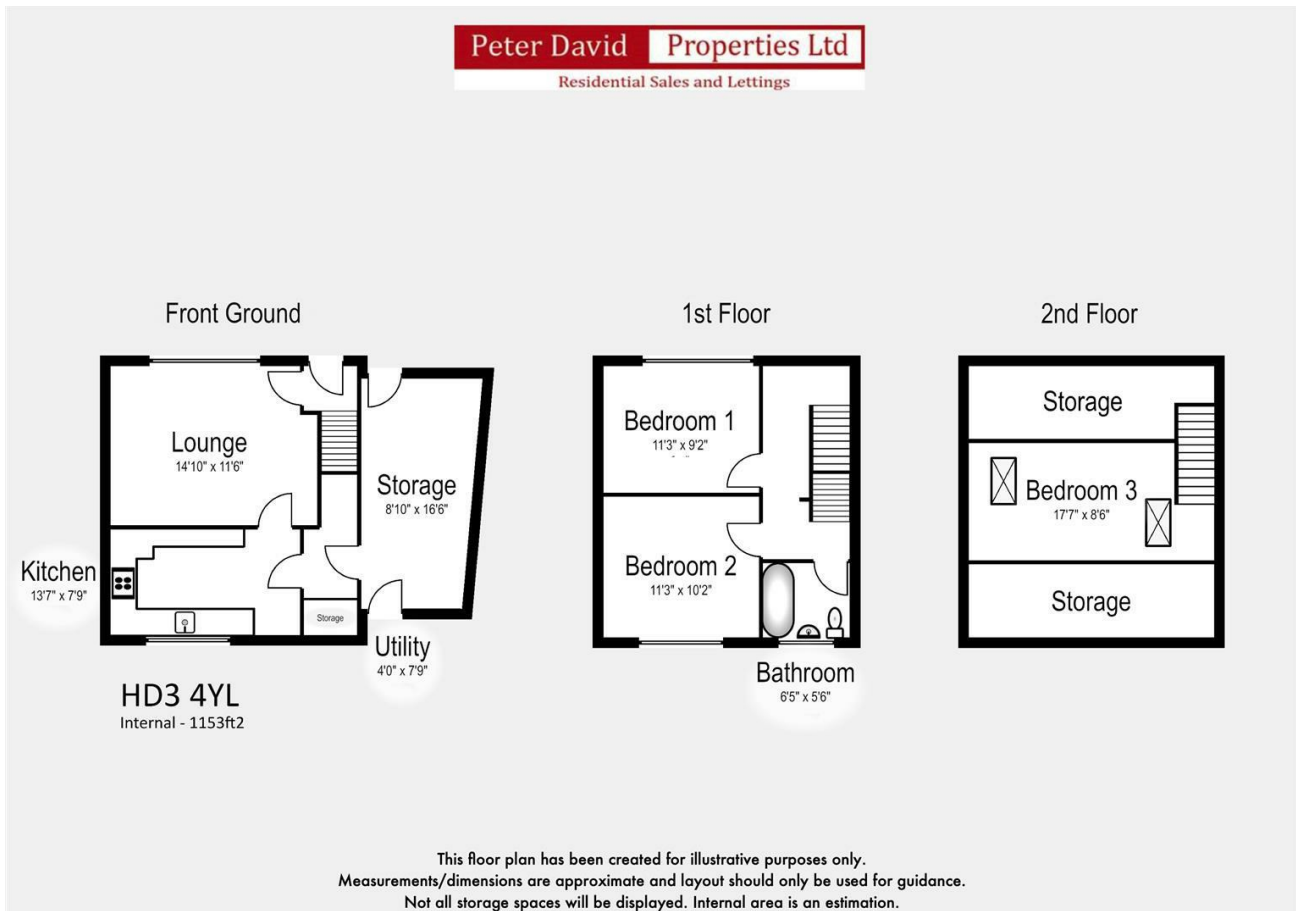 Peter David Properties Ltd
Residential Sales and Lettings
Front Ground
1st Floor
2nd Floor
Lounge
14'10" x 11'6"
Storage
8'10" x 16'6"
Kitchen
13'7" x 7'9"
Storage
Utility
4'0" x 7'9"
HD3 4YL
Internal - 1153ft2
Bedroom 1
11'3" x 9'2"
Bedroom 2
11'3" x 10'2"
Bathroom
6'5" x 5'6"
Storage
Bedroom 3
17'7" x 8'6"
Storage
This floor plan has been created for illustrative purposes only.
Measurements/dimensions are approximate and layout should only be used for guidance.
Not all storage spaces will be displayed. Internal area is an estimation.